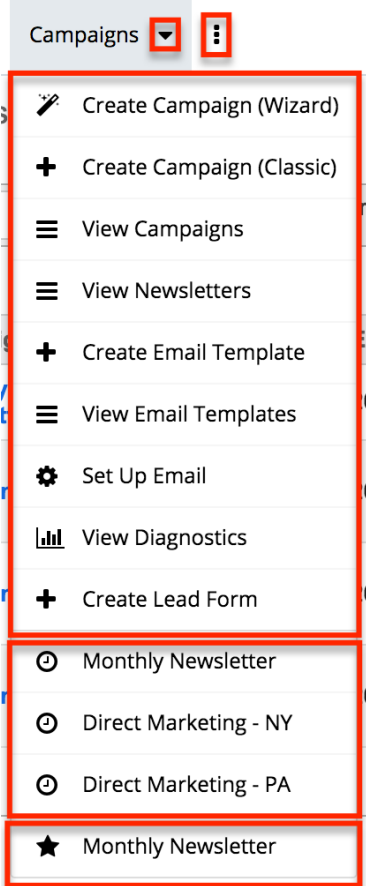 Campaigns
Create Campaign (Wizard)
Create Campaign (Classic)
View Campaigns
View Newsletters
Create Email Template
View Email Templates
Set Up Email
View Diagnostics
Create Lead Form
Monthly Newsletter
Direct Marketing - NY
Direct Marketing - PA
Monthly Newsletter